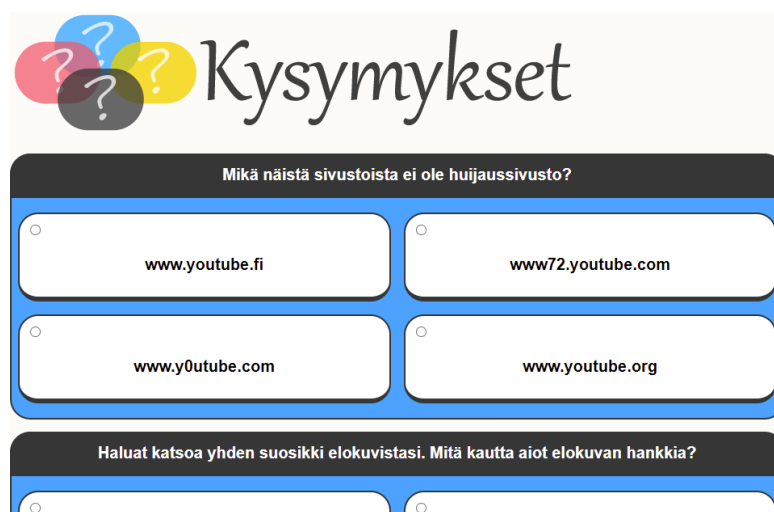 ? ? ? ?
Kysymykset
Mikä näistä sivustoista ei ole huijaussivusto?
www.youtube.fi
www72.youtube.com
www.y0utube.com
www.youtube.org
Haluat katsoa yhden suosikki elokuvistasi. Mitä kautta aiot elokuvan hankkia?